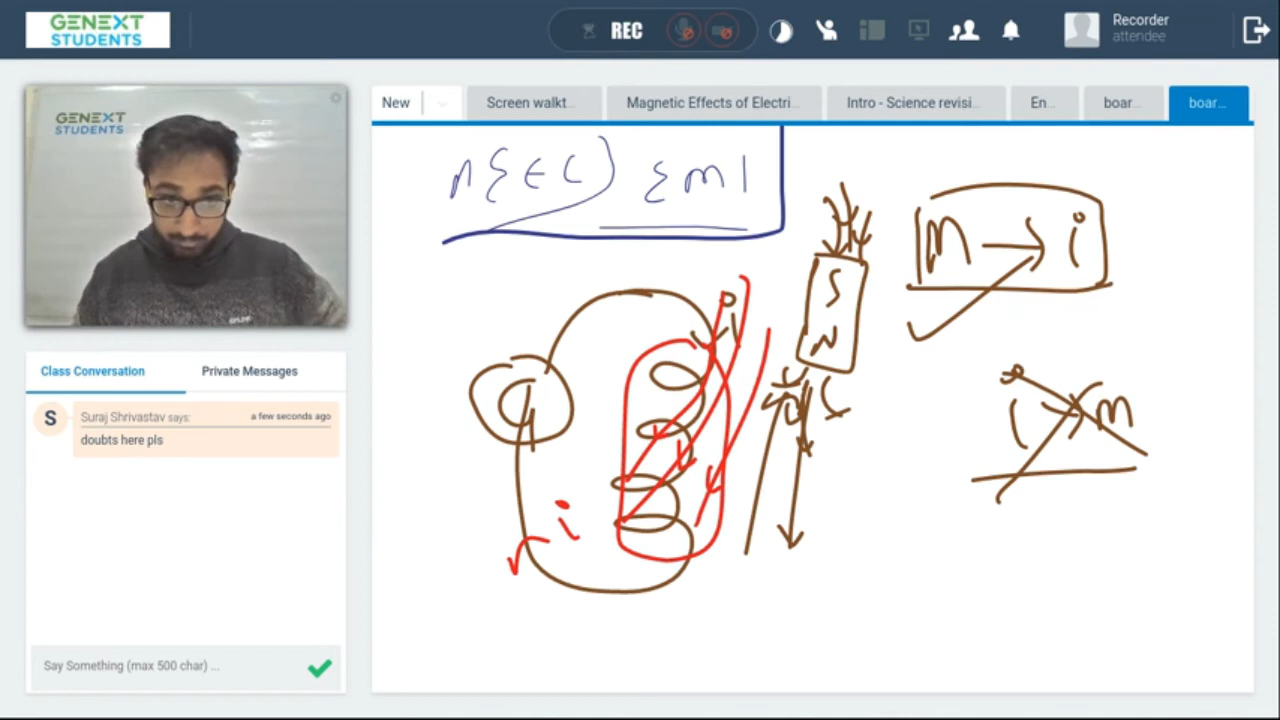 GENEXT
STUDENTS
REC
Recorder
attendee
GENEXT
STUDENTS
New
Screen walkt...
Magnetic Effects of Electri...
Intro - Science revisi...
En...
boar...
boar...
Class Conversation
Private Messages
S
Suraj Shrivastav says:
a few seconds ago
doubts here pls
Say Something (max 500 char) ...
S
N
M → i
i → m
i
i
G